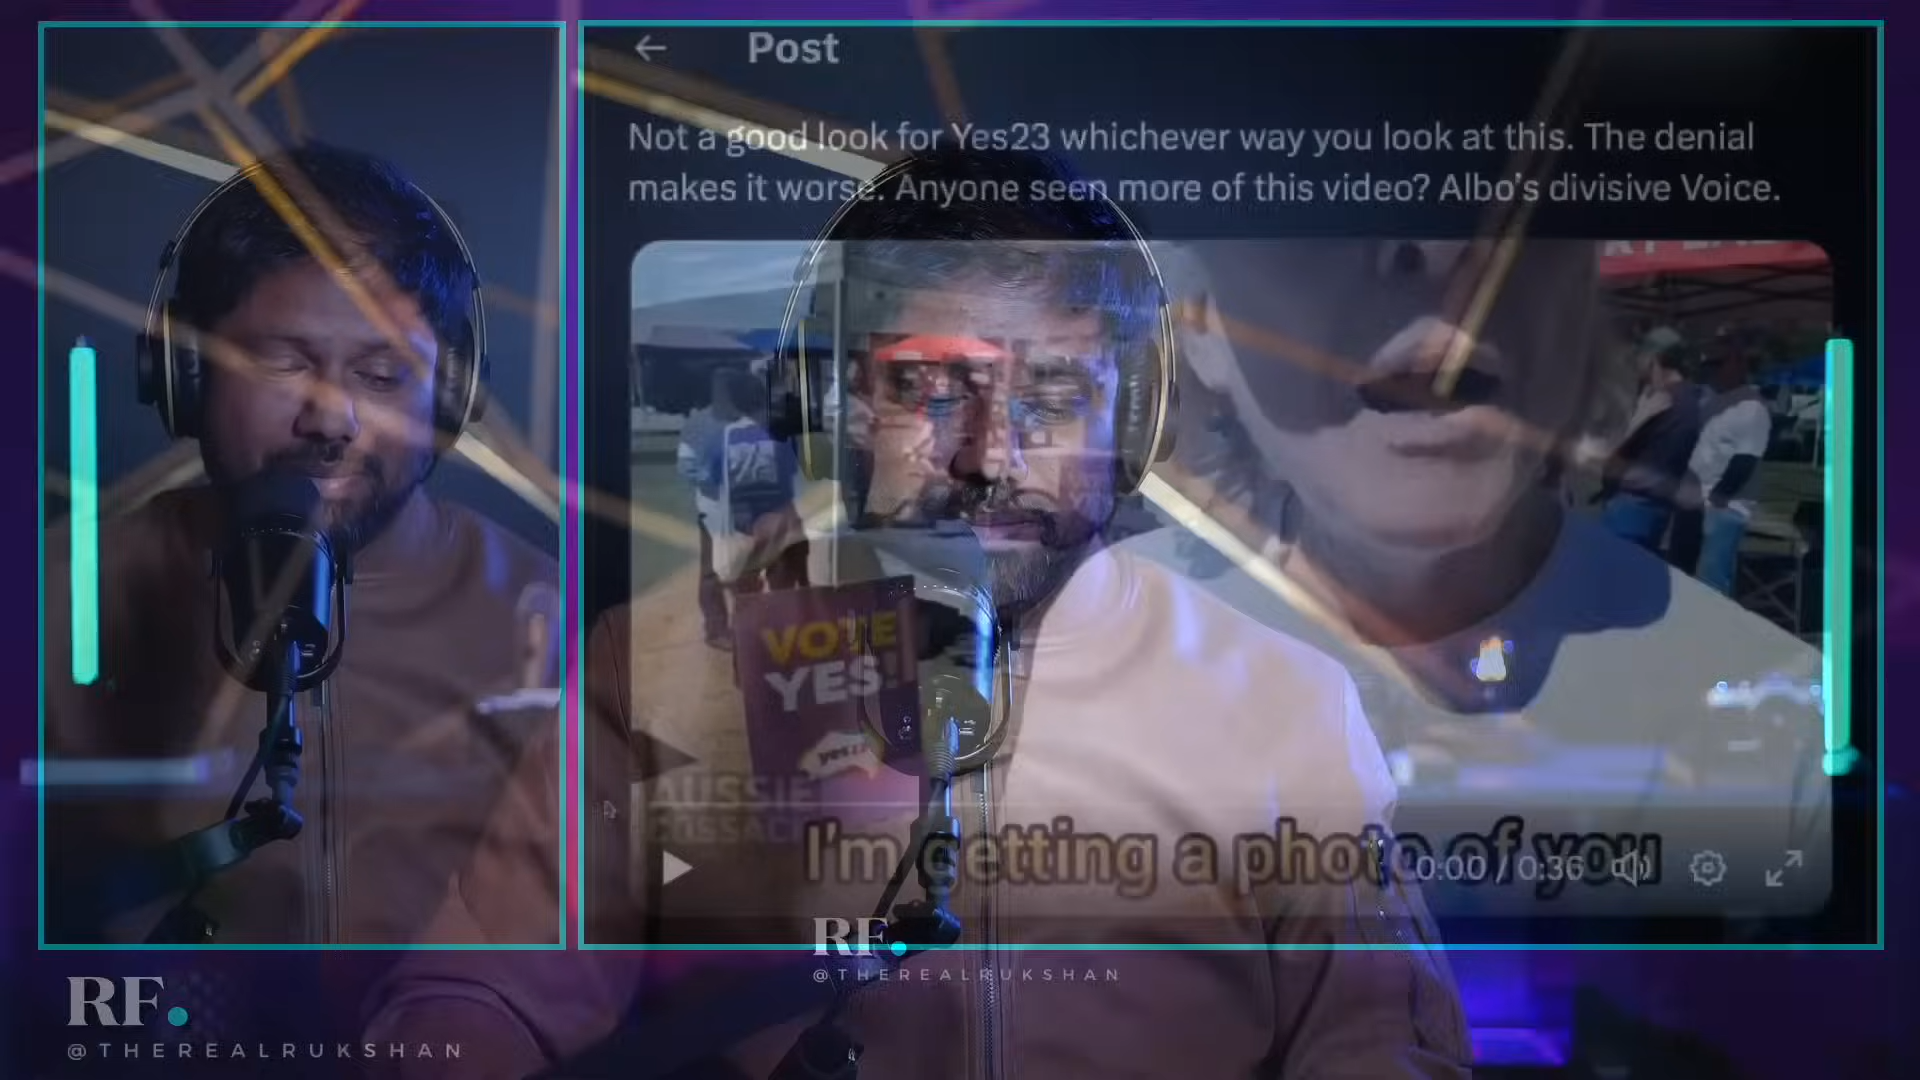 Post
Not a good look for Yes23 whichever way you look at this. The denial
makes it worse. Anyone seen more of this video? Albo's divisive Voice.
VOTE
YES!
yes23
AUSSIE
COSSACK
I'm getting a photo of you
0:00 / 0:36
RF.
@THEREALRUKSHAN
RF.
@THEREALRUKSHAN